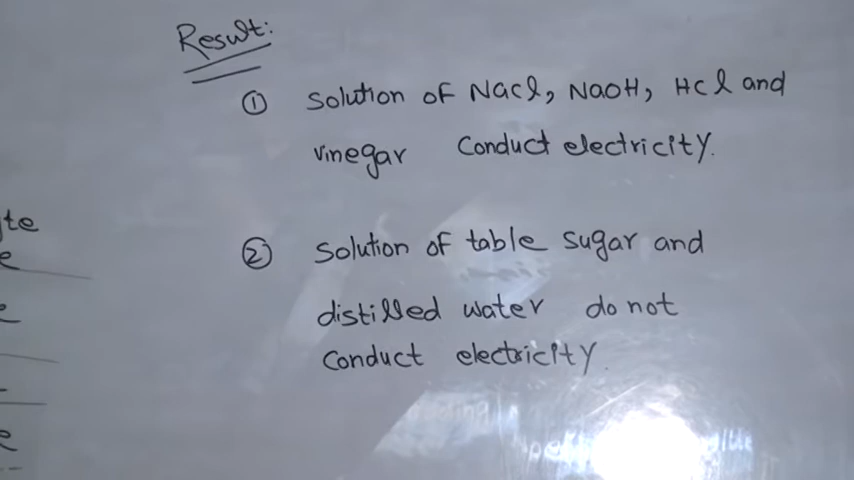 Result:
① Solution of NaCl, NaOH, HCl and
vinegar conduct electricity.
te
② Solution of table sugar and
e
distilled water do not
conduct electricity.
e